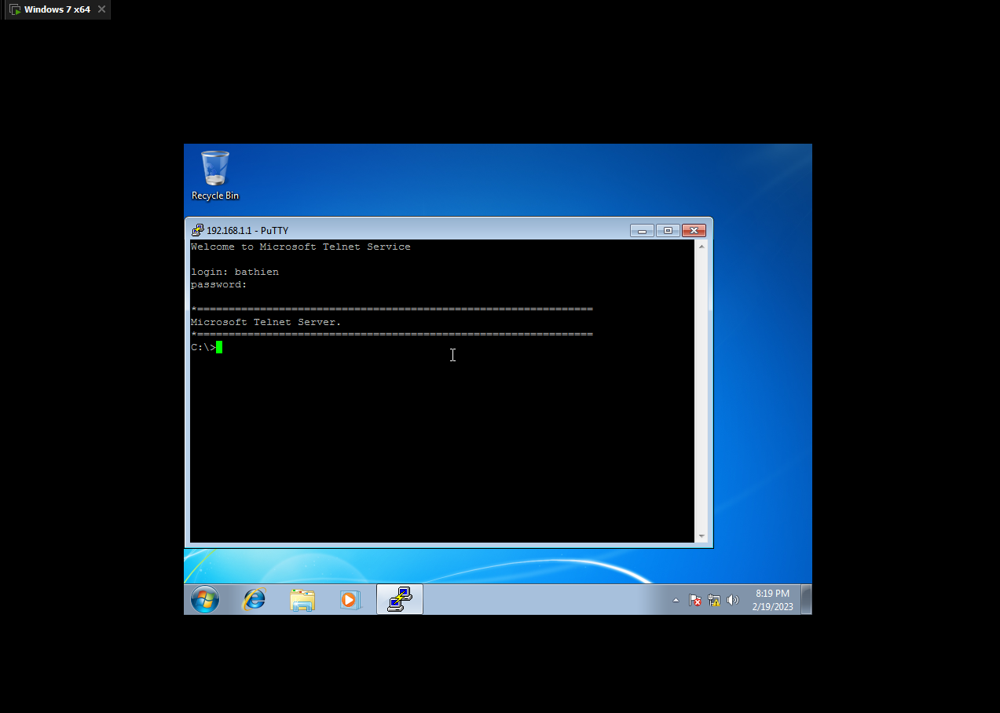 Windows 7 x64
Recycle Bin
192.168.1.1 - PuTTY
Welcome to Microsoft Telnet Service
login: bathien
password:
*===============================================================
Microsoft Telnet Server.
*===============================================================
C:\>
8:19 PM
2/19/2023